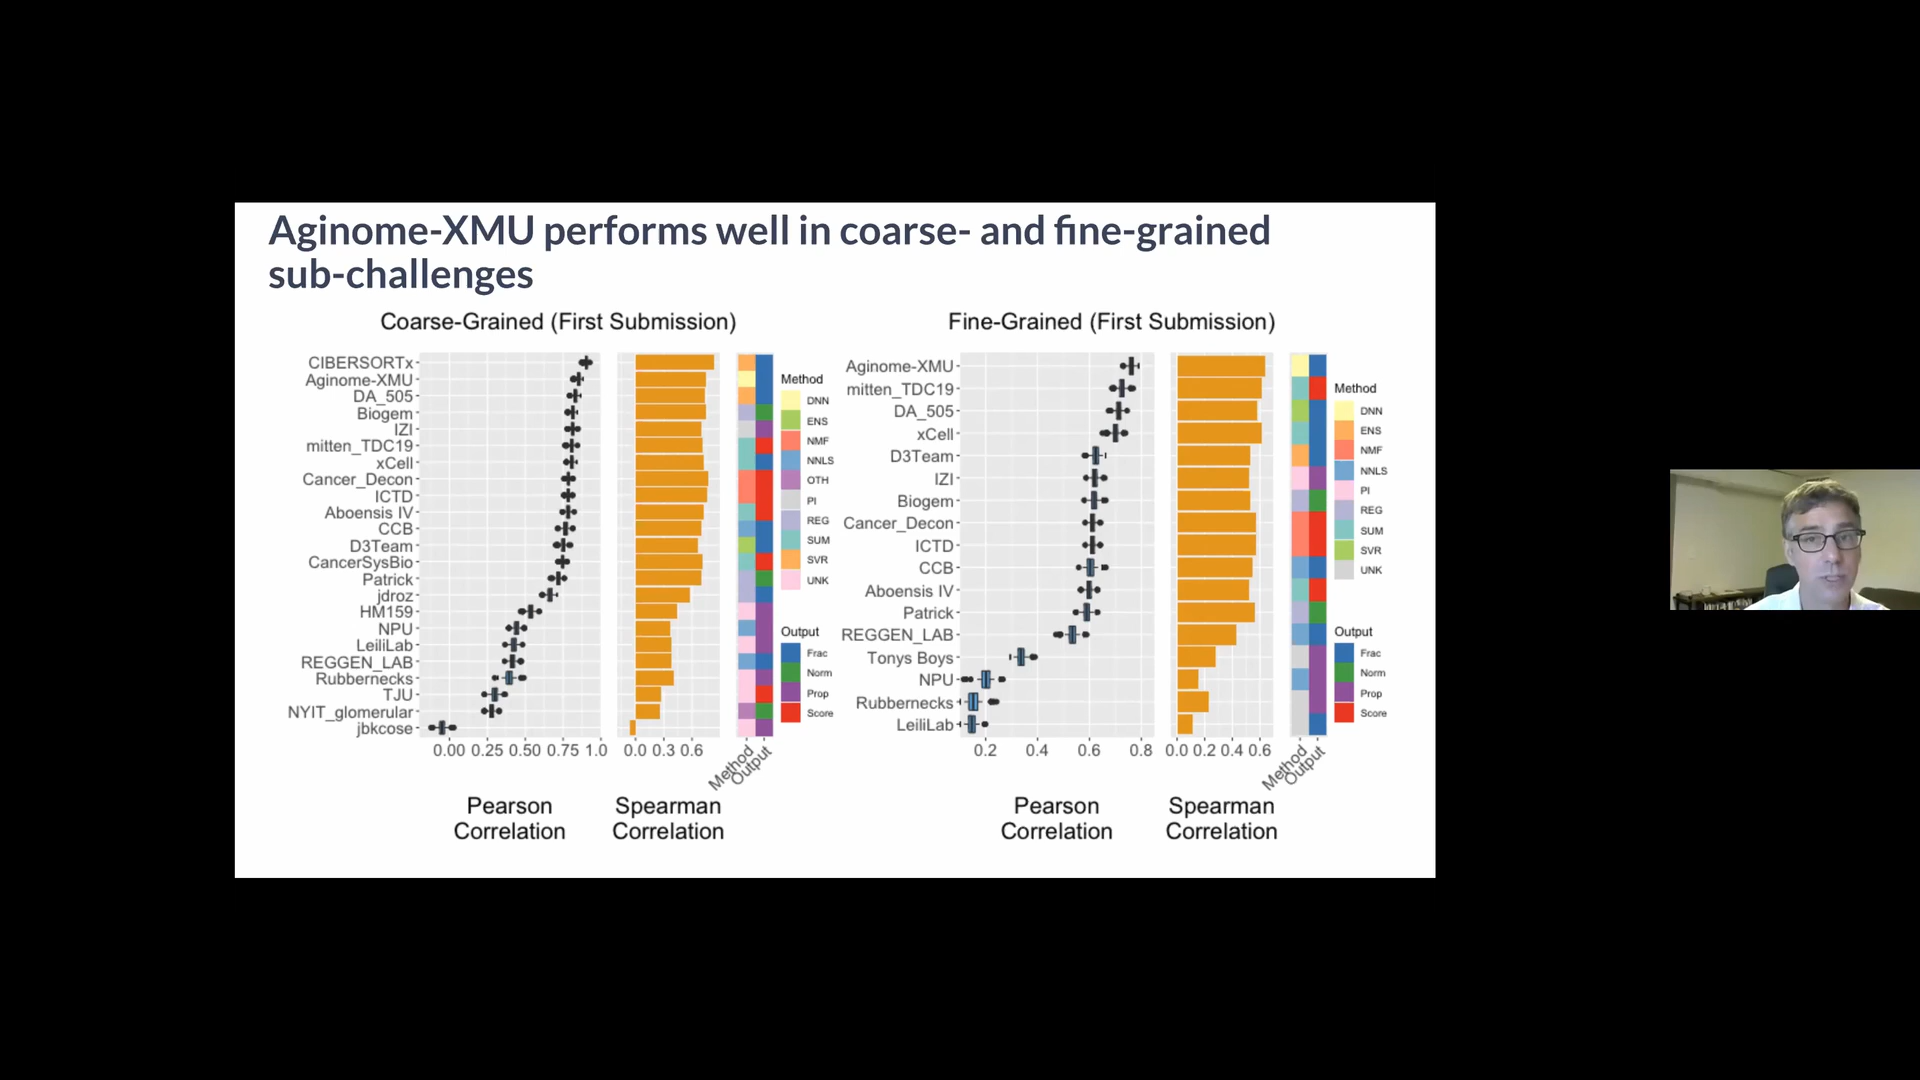 Aginome-XMU performs well in coarse- and fine-grained
sub-challenges
Coarse-Grained (First Submission)
CIBERSORTx
Aginome-XMU
DA_505
Biogem
IZI
mitten_TDC19
xCell
Cancer_Decon
ICTD
Aboensis IV
CCB
D3Team
CancerSysBio
Patrick
jdroz
HM159
NPU
LeiliLab
REGGEN_LAB
Rubbernecks
TJU
NYIT_glomerular
jbkcose
0.00 0.25 0.50 0.75 1.0
Pearson
Correlation
0.0 0.3 0.6
Spearman
Correlation
Method
Output
Method
DNN
ENS
NMF
NNLS
OTH
PI
REG
SUM
SVR
UNK
Output
Frac
Norm
Prop
Score
Fine-Grained (First Submission)
Aginome-XMU
mitten_TDC19
DA_505
xCell
D3Team
IZI
Biogem
Cancer_Decon
ICTD
CCB
Aboensis IV
Patrick
REGGEN_LAB
Tonys Boys
NPU
Rubbernecks
LeiliLab
0.2 0.4 0.6 0.8
Pearson
Correlation
0.0 0.2 0.4 0.6
Spearman
Correlation
Method
Output
Method
DNN
ENS
NMF
NNLS
PI
REG
SUM
SVR
UNK
Output
Frac
Norm
Prop
Score